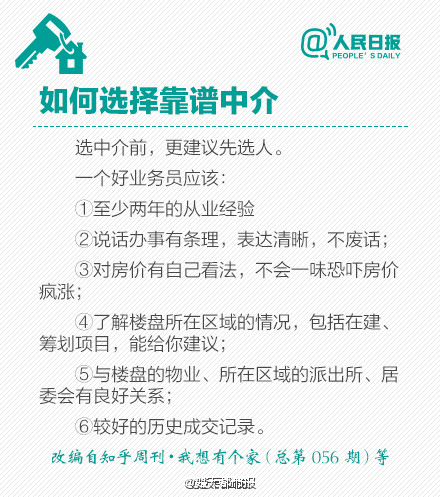 @人民日报
PEOPLE'S DAILY
如何选择靠谱中介
选中介前，更建议先选人。
一个好业务员应该：
①至少两年的从业经验
②说话办事有条理，表达清晰，不废话；
③对房价有自己看法，不会一味恐吓房价
疯涨；
④了解楼盘所在区域的情况，包括在建、
筹划项目，能给你建议；
⑤与楼盘的物业、所在区域的派出所、居
委会有良好关系；
⑥较好的历史成交记录。
改编自知乎周刊·我想有个家（总第 056 期）等